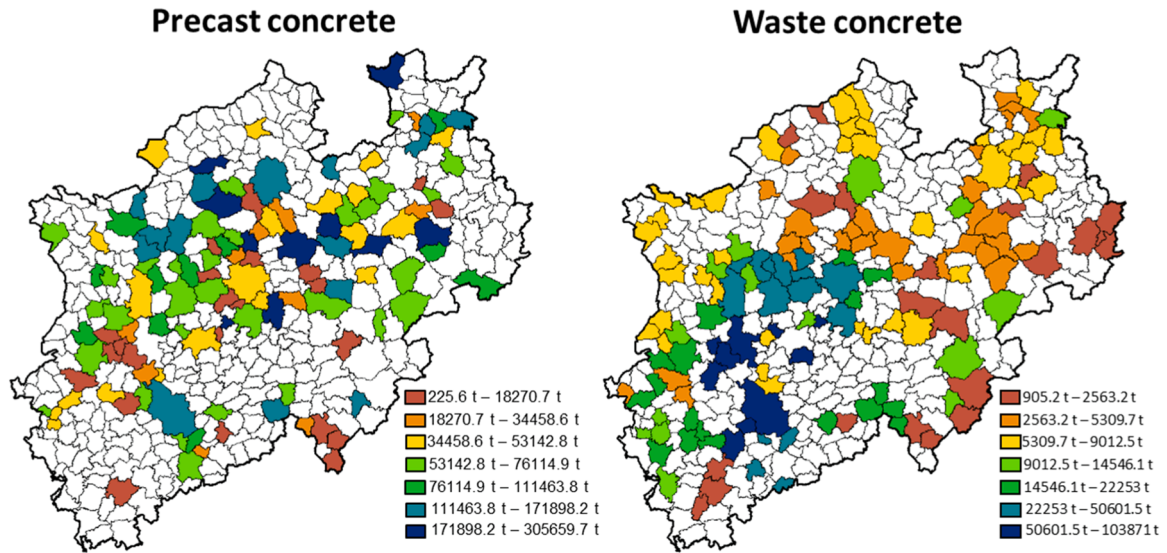 Precast concrete
Waste concrete
225.6 t – 18270.7 t
18270.7 t – 34458.6 t
34458.6 t – 53142.8 t
53142.8 t – 76114.9 t
76114.9 t – 111463.8 t
111463.8 t – 171898.2 t
171898.2 t – 305659.7 t
905.2 t – 2563.2 t
2563.2 t – 5309.7 t
5309.7 t – 9012.5 t
9012.5 t – 14546.1 t
14546.1 t – 22253 t
22253 t – 50601.5 t
50601.5 t – 103871 t